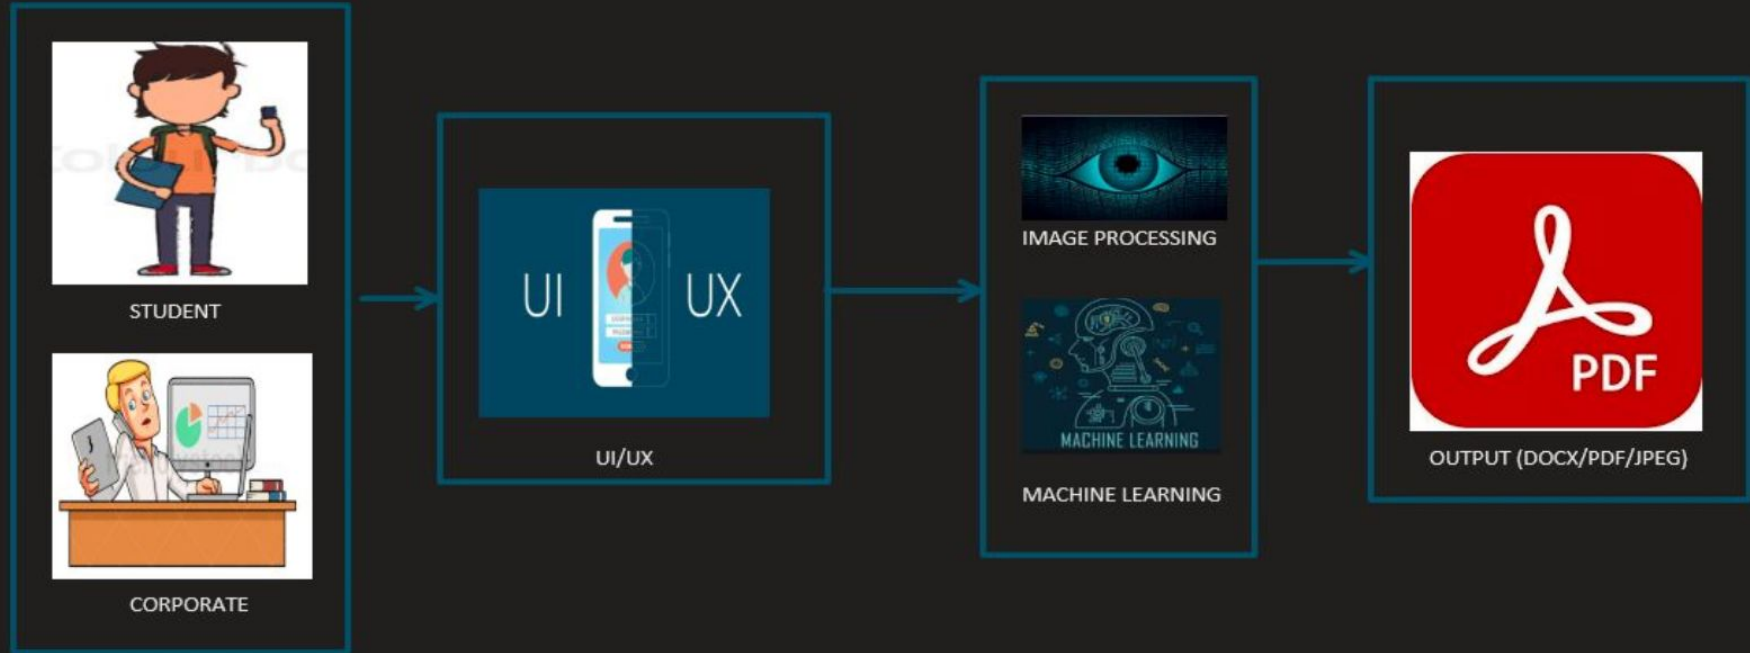 STUDENT
CORPORATE
UI UX
UI/UX
IMAGE PROCESSING
MACHINE LEARNING
MACHINE LEARNING
PDF
OUTPUT (DOCX/PDF/JPEG)